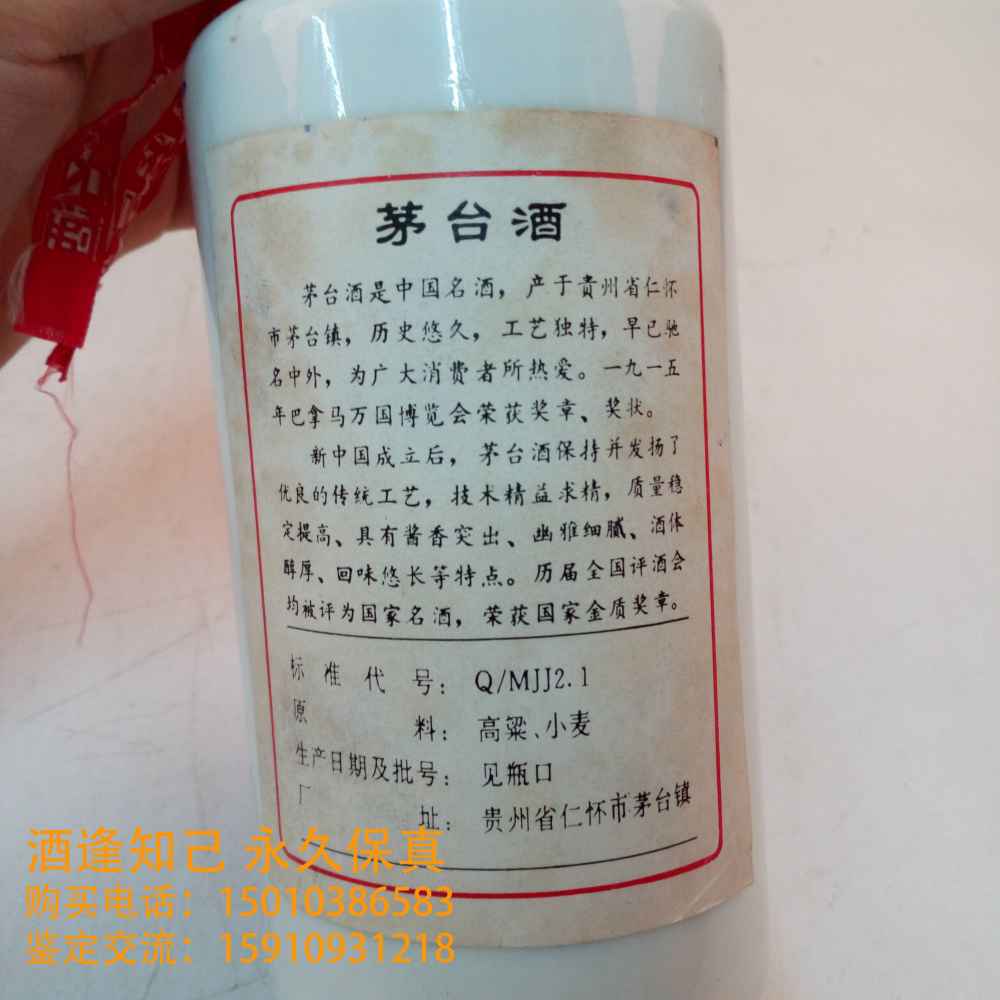 茅台酒
茅台酒是中国名酒，产于贵州省仁怀
市茅台镇，历史悠久，工艺独特，早已驰
名中外，为广大消费者所热爱。一九一五
年巴拿马万国博览会荣获奖章、奖状。
新中国成立后，茅台酒保持并发扬了
优良的传统工艺，技术精益求精，质量稳
定提高、具有酱香突出、幽雅细腻、酒体
醇厚、回味悠长等特点。历届全国评酒会
均被评为国家名酒，荣获国家金质奖章。
标准代号：Q/MJJ2.1
原料：高粱、小麦
生产日期及批号：见瓶口
厂址：贵州省仁怀市茅台镇
酒逢知己 永久保真
购买电话：15010386583
鉴定交流：15910931218